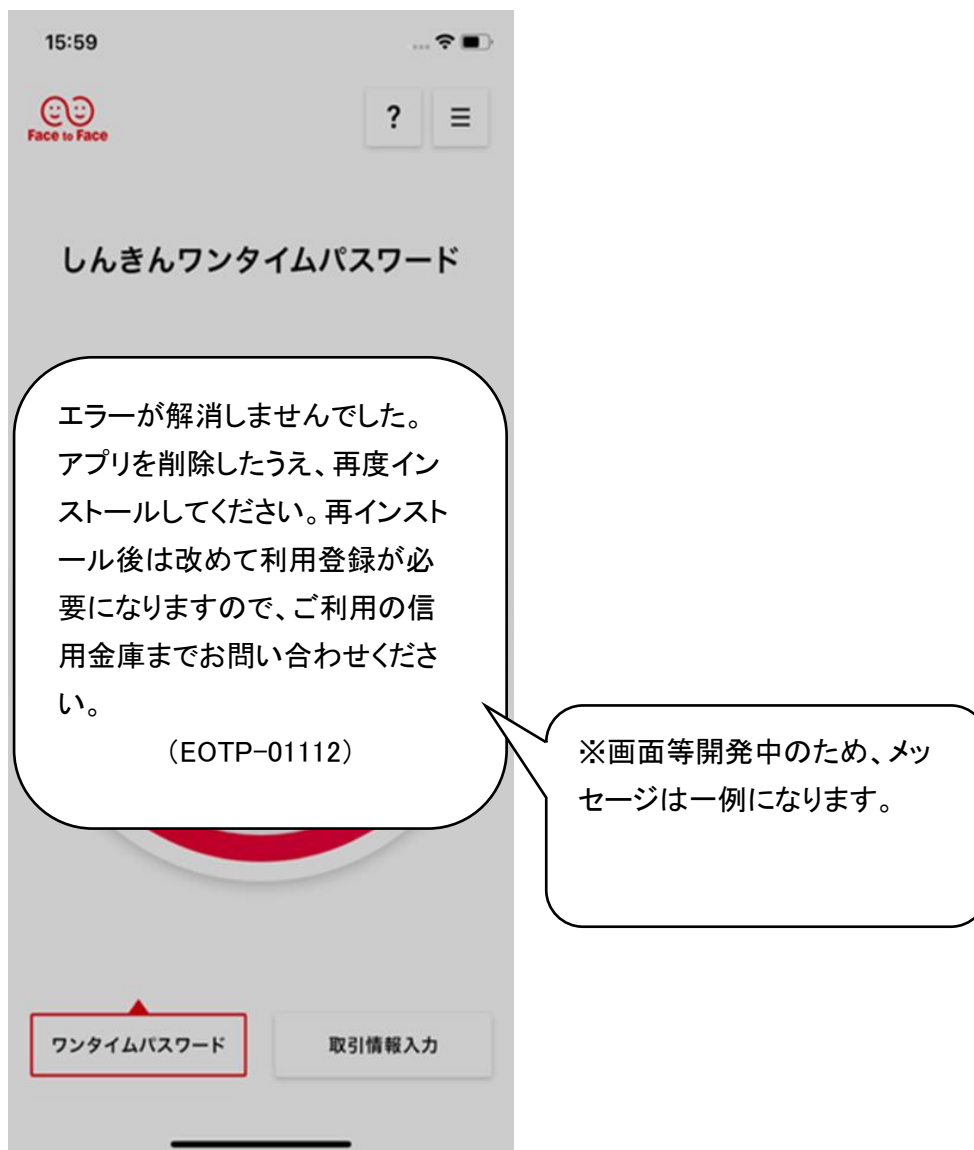 15:59
Face to Face
?
しんきんワンタイムパスワード
エラーが解消しませんでした。
アプリを削除したうえ、再度イン
ストールしてください。再インスト
ール後は改めて利用登録が必
要になりますので、ご利用の信
用金庫までお問い合わせくださ
い。
（EOTP-01112）
※画面等開発中のため、メッ
セージは一例になります。
ワンタイムパスワード
取引情報入力